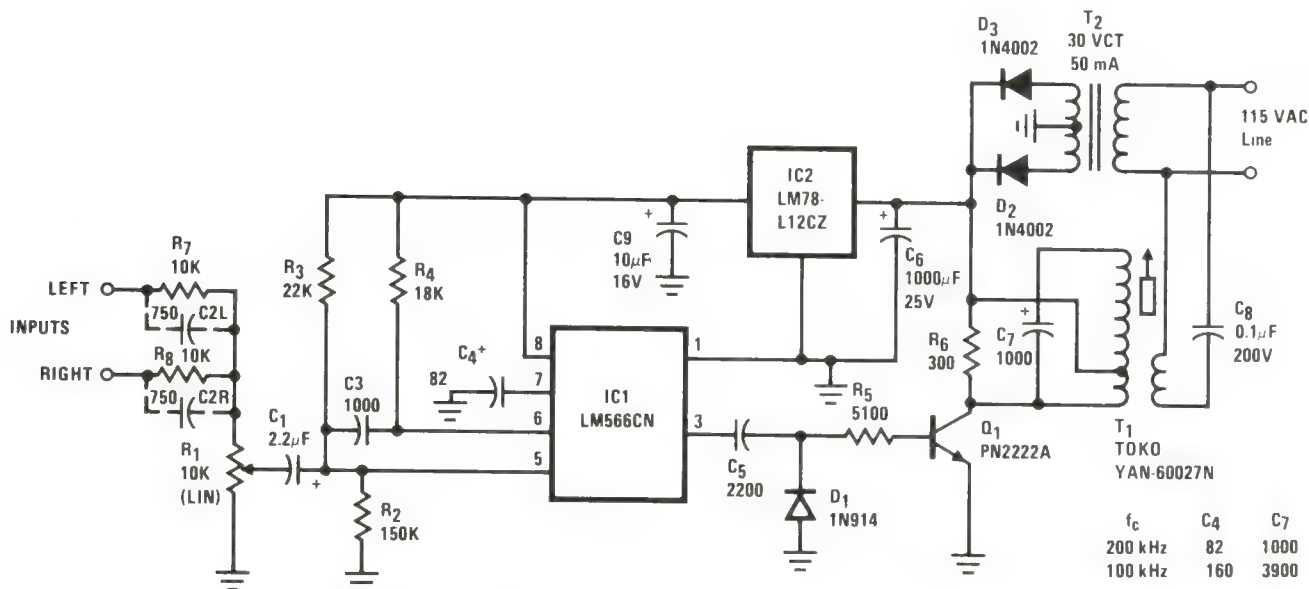 T2
30 VCT
50 mA
D3
1N4002
115 VAC
Line
D2
1N4002
IC2
LM78-
L12CZ
+
C9
10µF
16V
+
C6
1000µF
25V
R7
10K
LEFT
750
C2L
INPUTS
R8
10K
RIGHT
750
C2R
R1
10K
(LIN)
C1
2.2µF
+
R3
22K
R4
18K
C3
1000
R2
150K
C4+
82
8
7
6
5
1
3
IC1
LM566CN
C5
2200
D1
1N914
R5
5100
R6
300
Q1
PN2222A
+
C7
1000
T1
TOKO
YAN-60027N
C8
0.1µF
200V
fc C4 C7
200 kHz 82 1000
100 kHz 160 3900